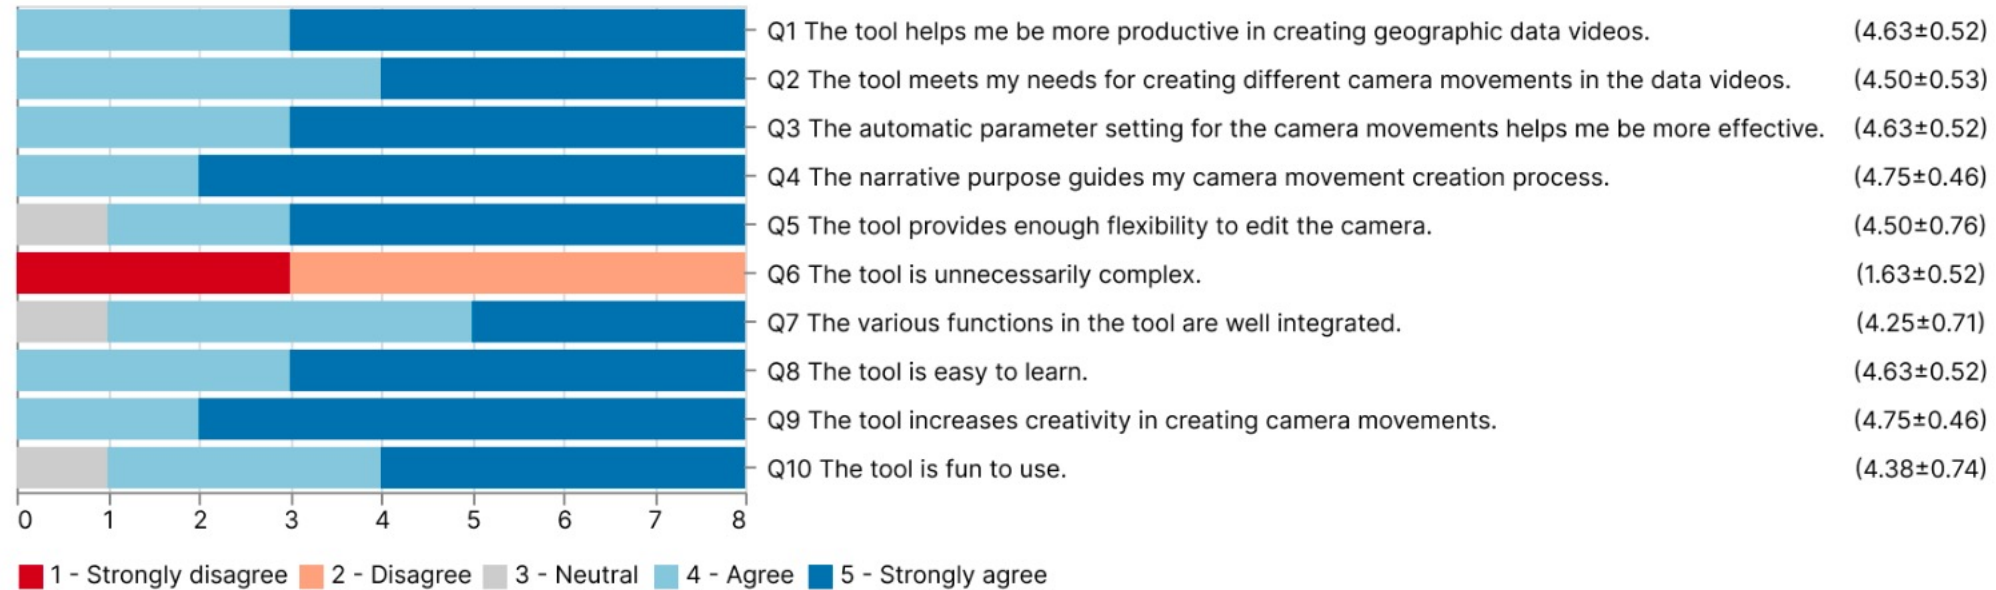 Q1 The tool helps me be more productive in creating geographic data videos. (4.63±0.52)
Q2 The tool meets my needs for creating different camera movements in the data videos. (4.50±0.53)
Q3 The automatic parameter setting for the camera movements helps me be more effective. (4.63±0.52)
Q4 The narrative purpose guides my camera movement creation process. (4.75±0.46)
Q5 The tool provides enough flexibility to edit the camera. (4.50±0.76)
Q6 The tool is unnecessarily complex. (1.63±0.52)
Q7 The various functions in the tool are well integrated. (4.25±0.71)
Q8 The tool is easy to learn. (4.63±0.52)
Q9 The tool increases creativity in creating camera movements. (4.75±0.46)
Q10 The tool is fun to use. (4.38±0.74)
0 1 2 3 4 5 6 7 8
1 - Strongly disagree 2 - Disagree 3 - Neutral 4 - Agree 5 - Strongly agree